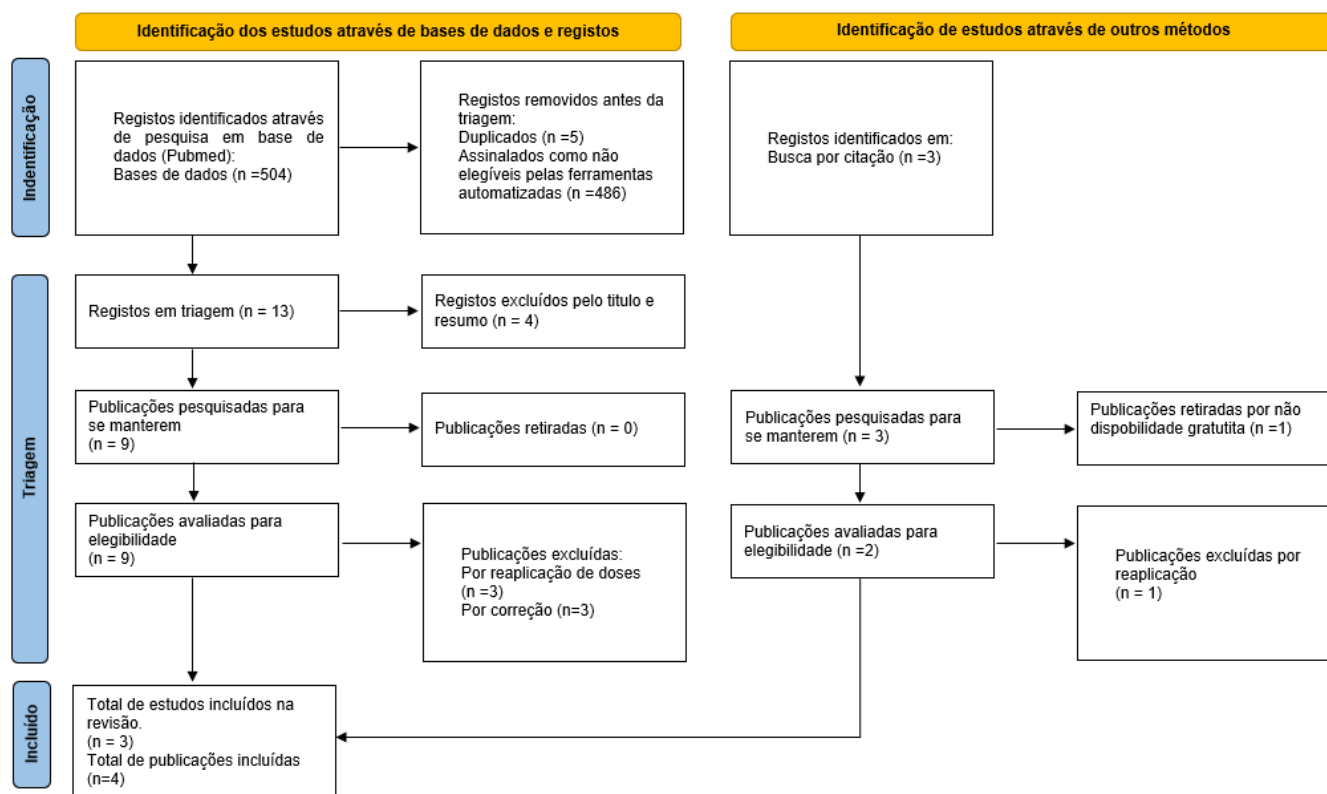 Identificação dos estudos através de bases de dados e registos
Identificação de estudos através de outros métodos
Indentificação
Registos identificados através
de pesquisa em base de
dados (Pubmed):
Bases de dados (n =504)
Registos removidos antes da
triagem:
Duplicados (n =5)
Assinalados como não
elegíveis pelas ferramentas
automatizadas (n =486)
Registos identificados em:
Busca por citação (n =3)
Triagem
Registos em triagem (n = 13)
Registos excluídos pelo titulo e
resumo (n = 4)
Publicações pesquisadas para
se manterem
(n = 9)
Publicações retiradas (n = 0)
Publicações pesquisadas para
se manterem (n = 3)
Publicações retiradas por não
dispobilidade gratutita (n =1)
Publicações avaliadas para
elegibilidade
(n = 9)
Publicações excluídas:
Por reaplicação de doses
(n =3)
Por correção (n=3)
Publicações avaliadas para
elegibilidade (n =2)
Publicações excluídas por
reaplicação
(n = 1)
Incluído
Total de estudos incluídos na
revisão.
(n = 3)
Total de publicações incluídas
(n=4)